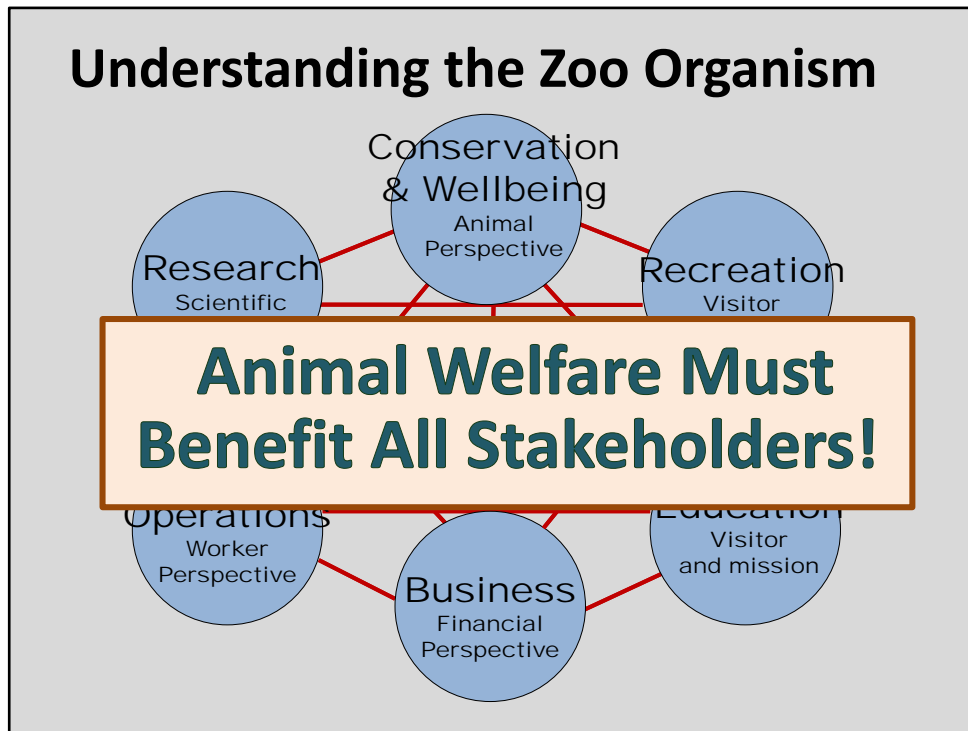 Understanding the Zoo Organism
Conservation
& Wellbeing
Animal
Perspective
Research
Scientific
Recreation
Visitor
Animal Welfare Must
Benefit All Stakeholders!
Operations
Worker
Perspective
Education
Visitor
and mission
Business
Financial
Perspective